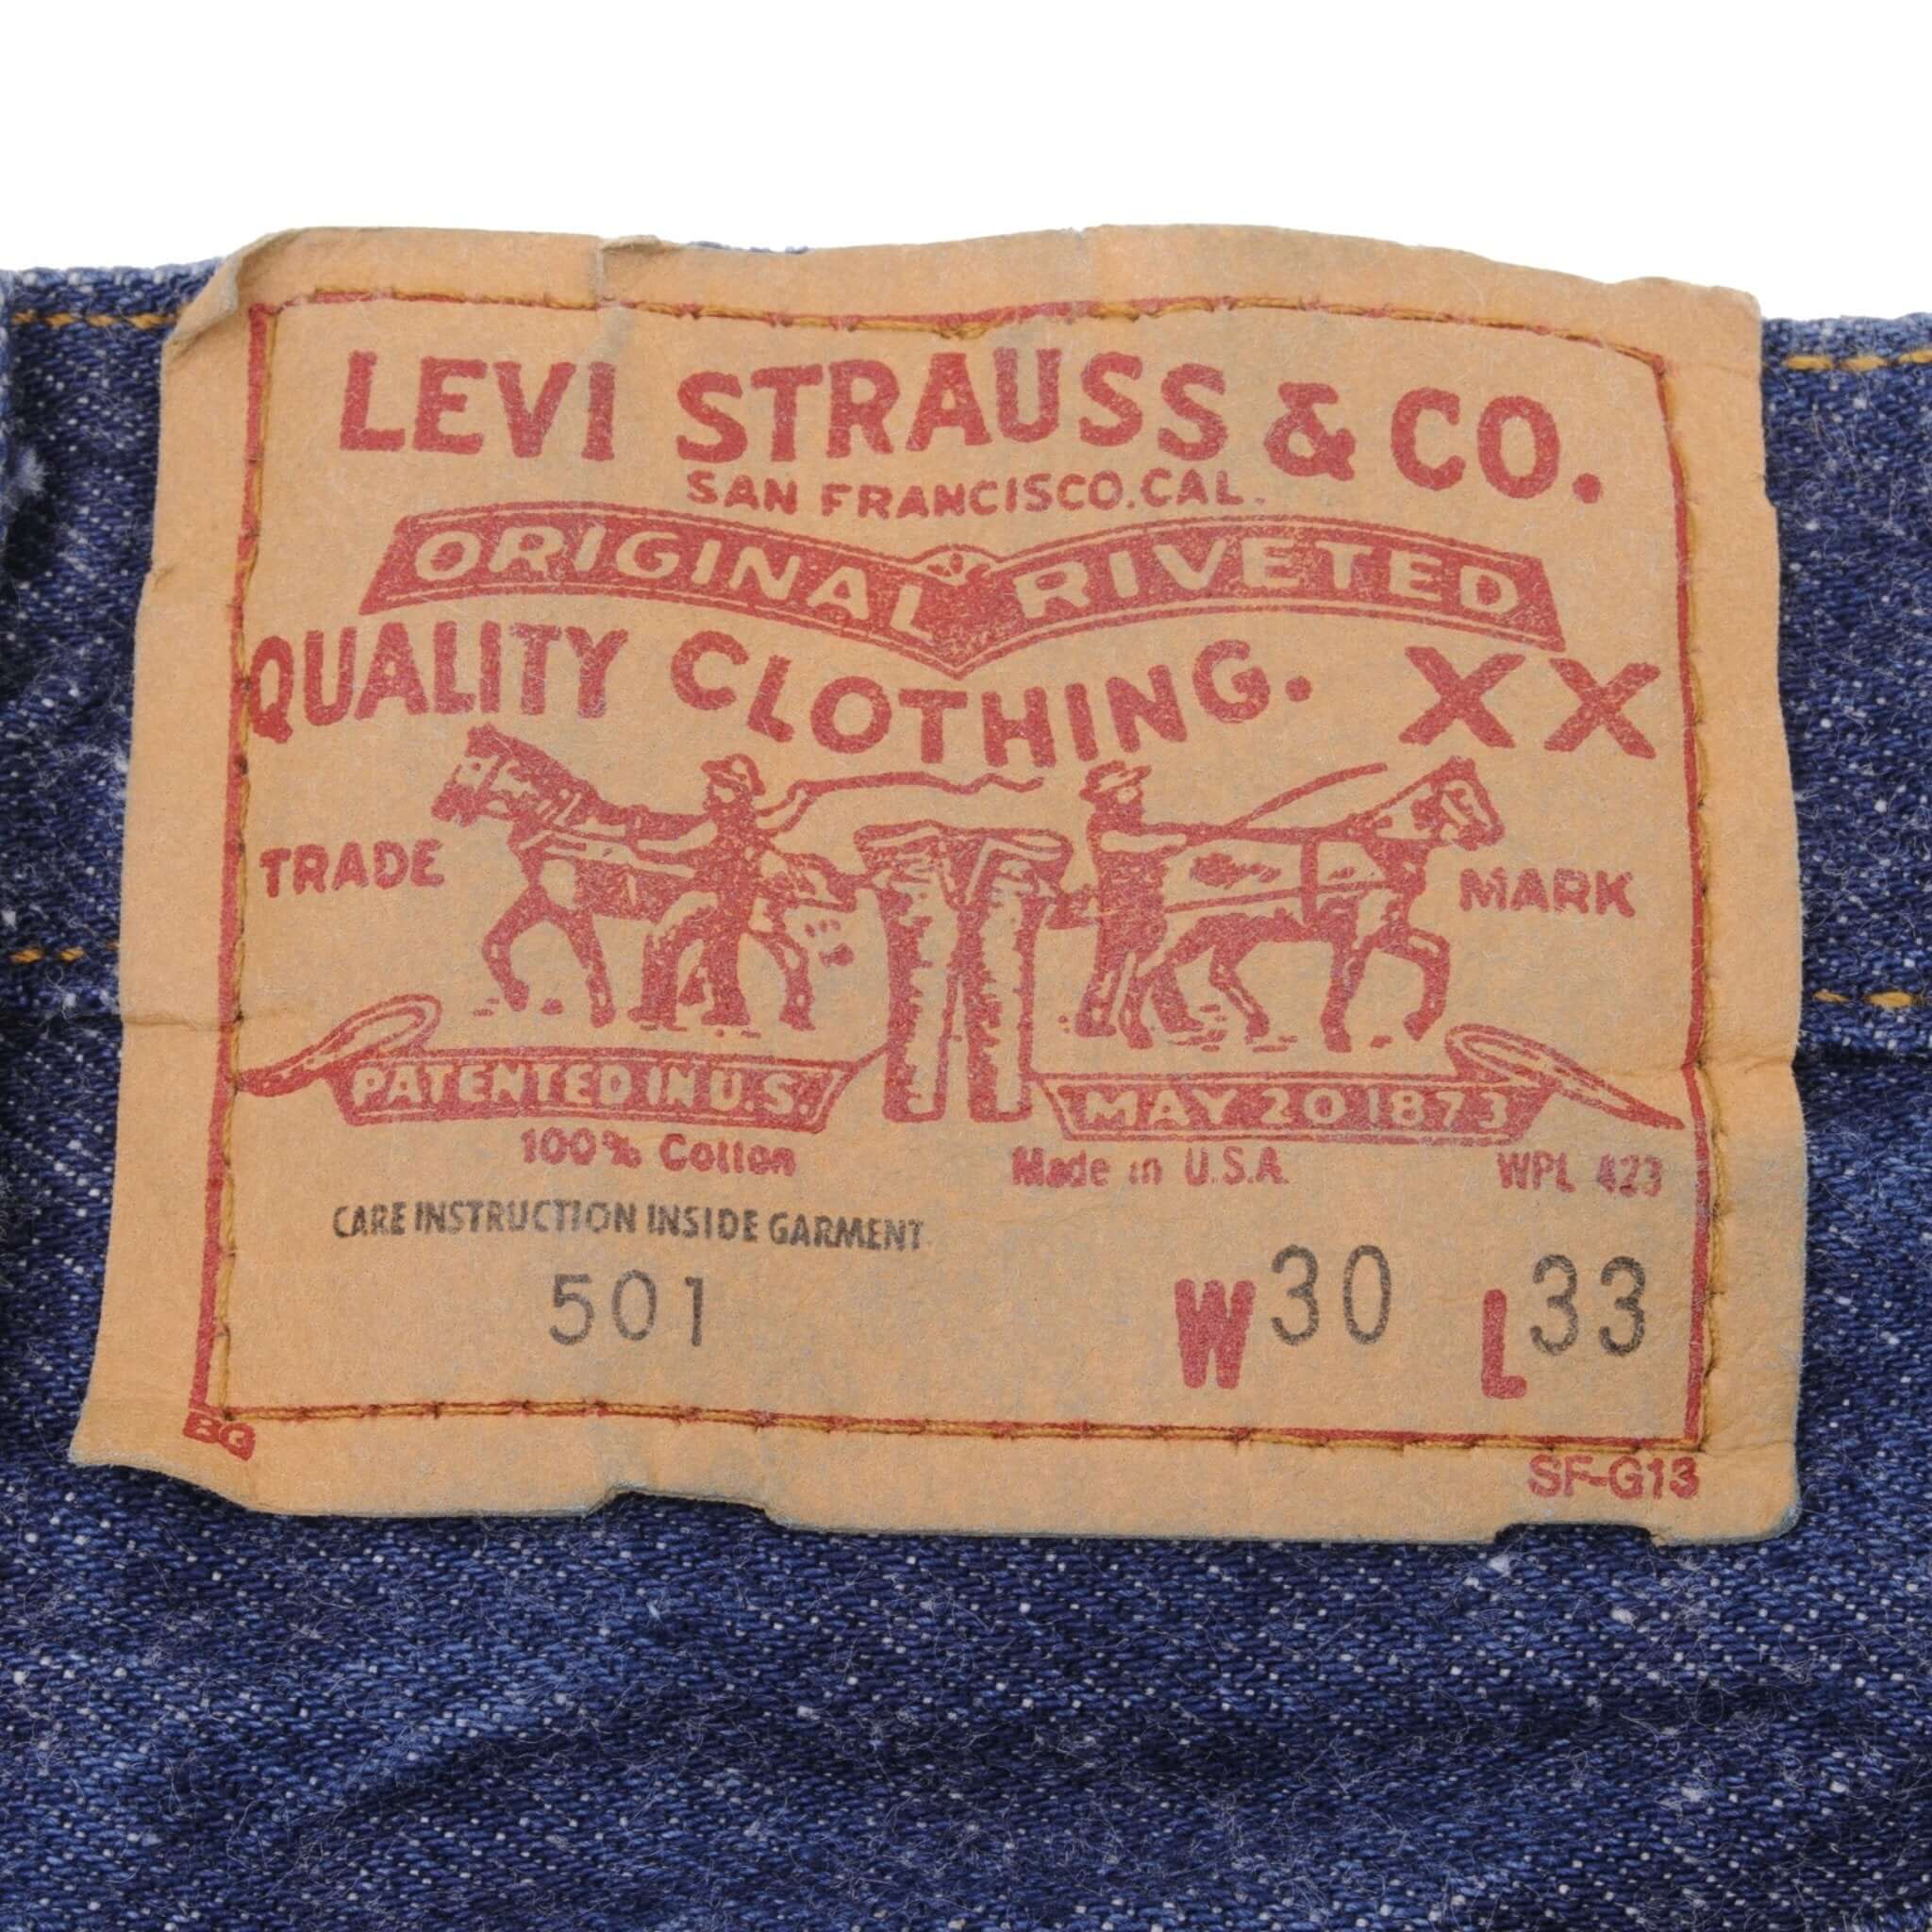 LEVI STRAUSS & CO.
SAN FRANCISCO.CAL.
ORIGINAL RIVETED
QUALITY CLOTHING. XX
TRADE MARK
PATENTED IN U.S. MAY 20 1873
100% Cotton Made in U.S.A. WPL 423
CARE INSTRUCTION INSIDE GARMENT
501 W30 L33
BG
SF-G13